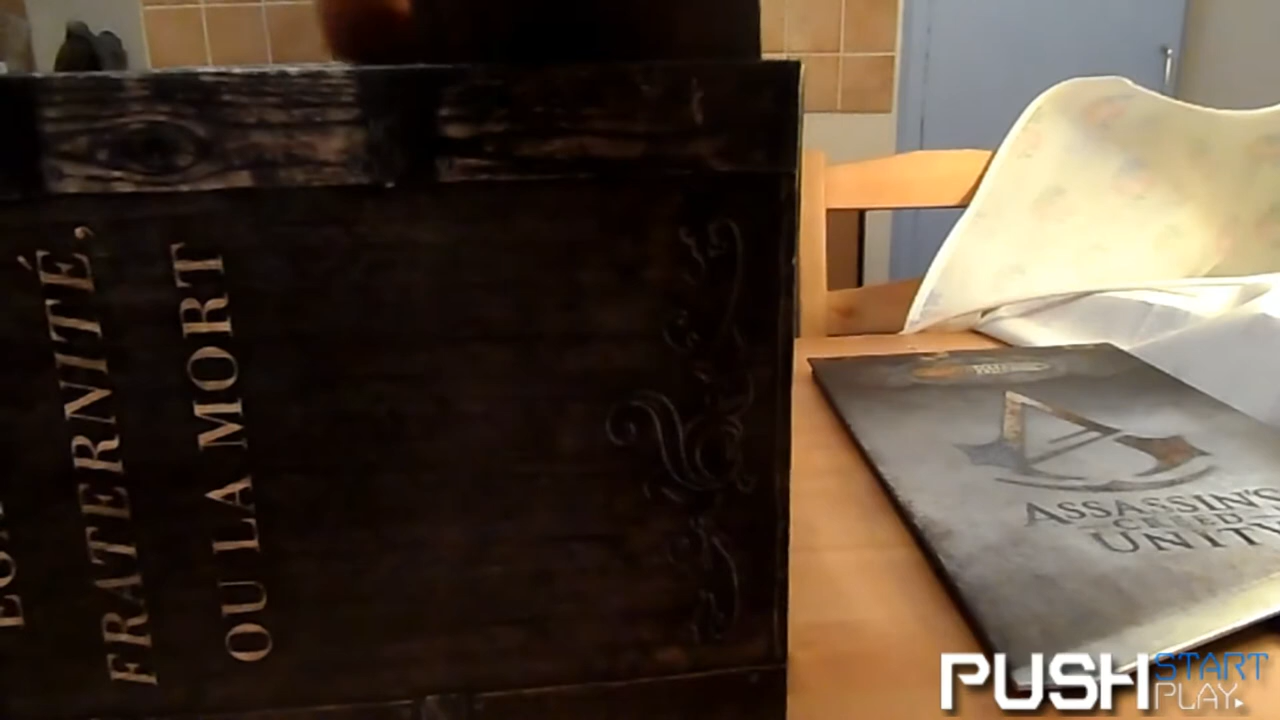 FRATERNITÉ,
OU LA MORT
ASSASSIN'S
CREED
UNITY
PUSH START
PLAY